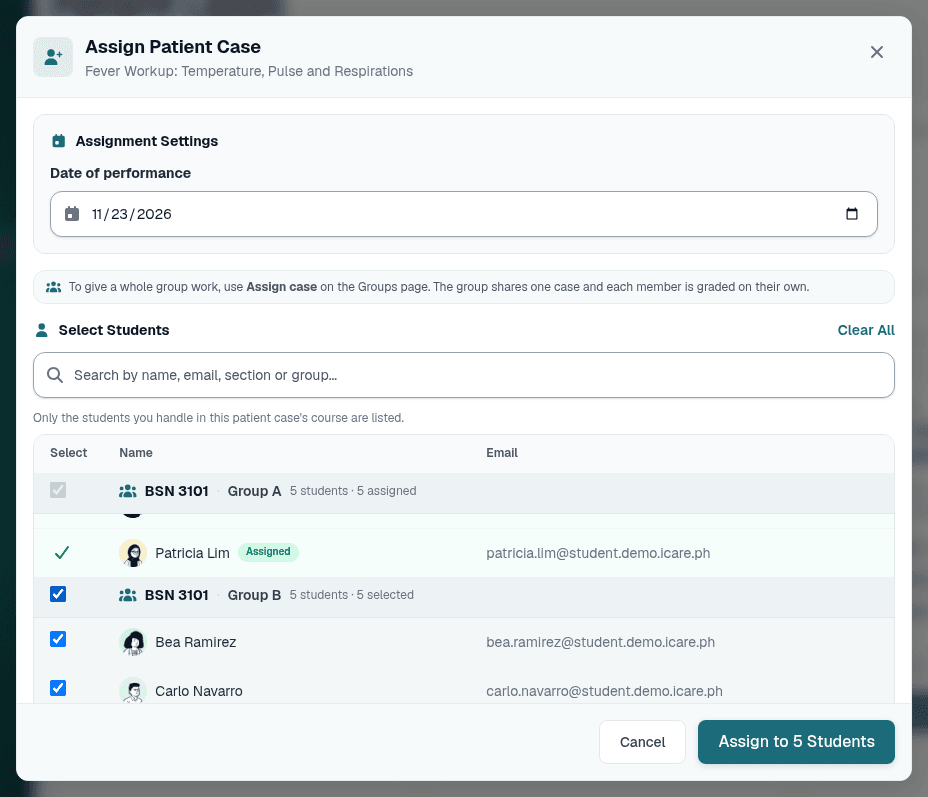 Assign Patient Case
Fever Workup: Temperature, Pulse and Respirations
Assignment Settings
Date of performance
11/23/2026
To give a whole group work, use Assign case on the Groups page. The group shares one case and each member is graded on their own.
Select Students
Clear All
Search by name, email, section or group...
Only the students you handle in this patient case's course are listed.
Select Name Email
BSN 3101 · Group A 5 students · 5 assigned
Patricia Lim Assigned patricia.lim@student.demo.icare.ph
BSN 3101 · Group B 5 students · 5 selected
Bea Ramirez bea.ramirez@student.demo.icare.ph
Carlo Navarro carlo.navarro@student.demo.icare.ph
Cancel Assign to 5 Students